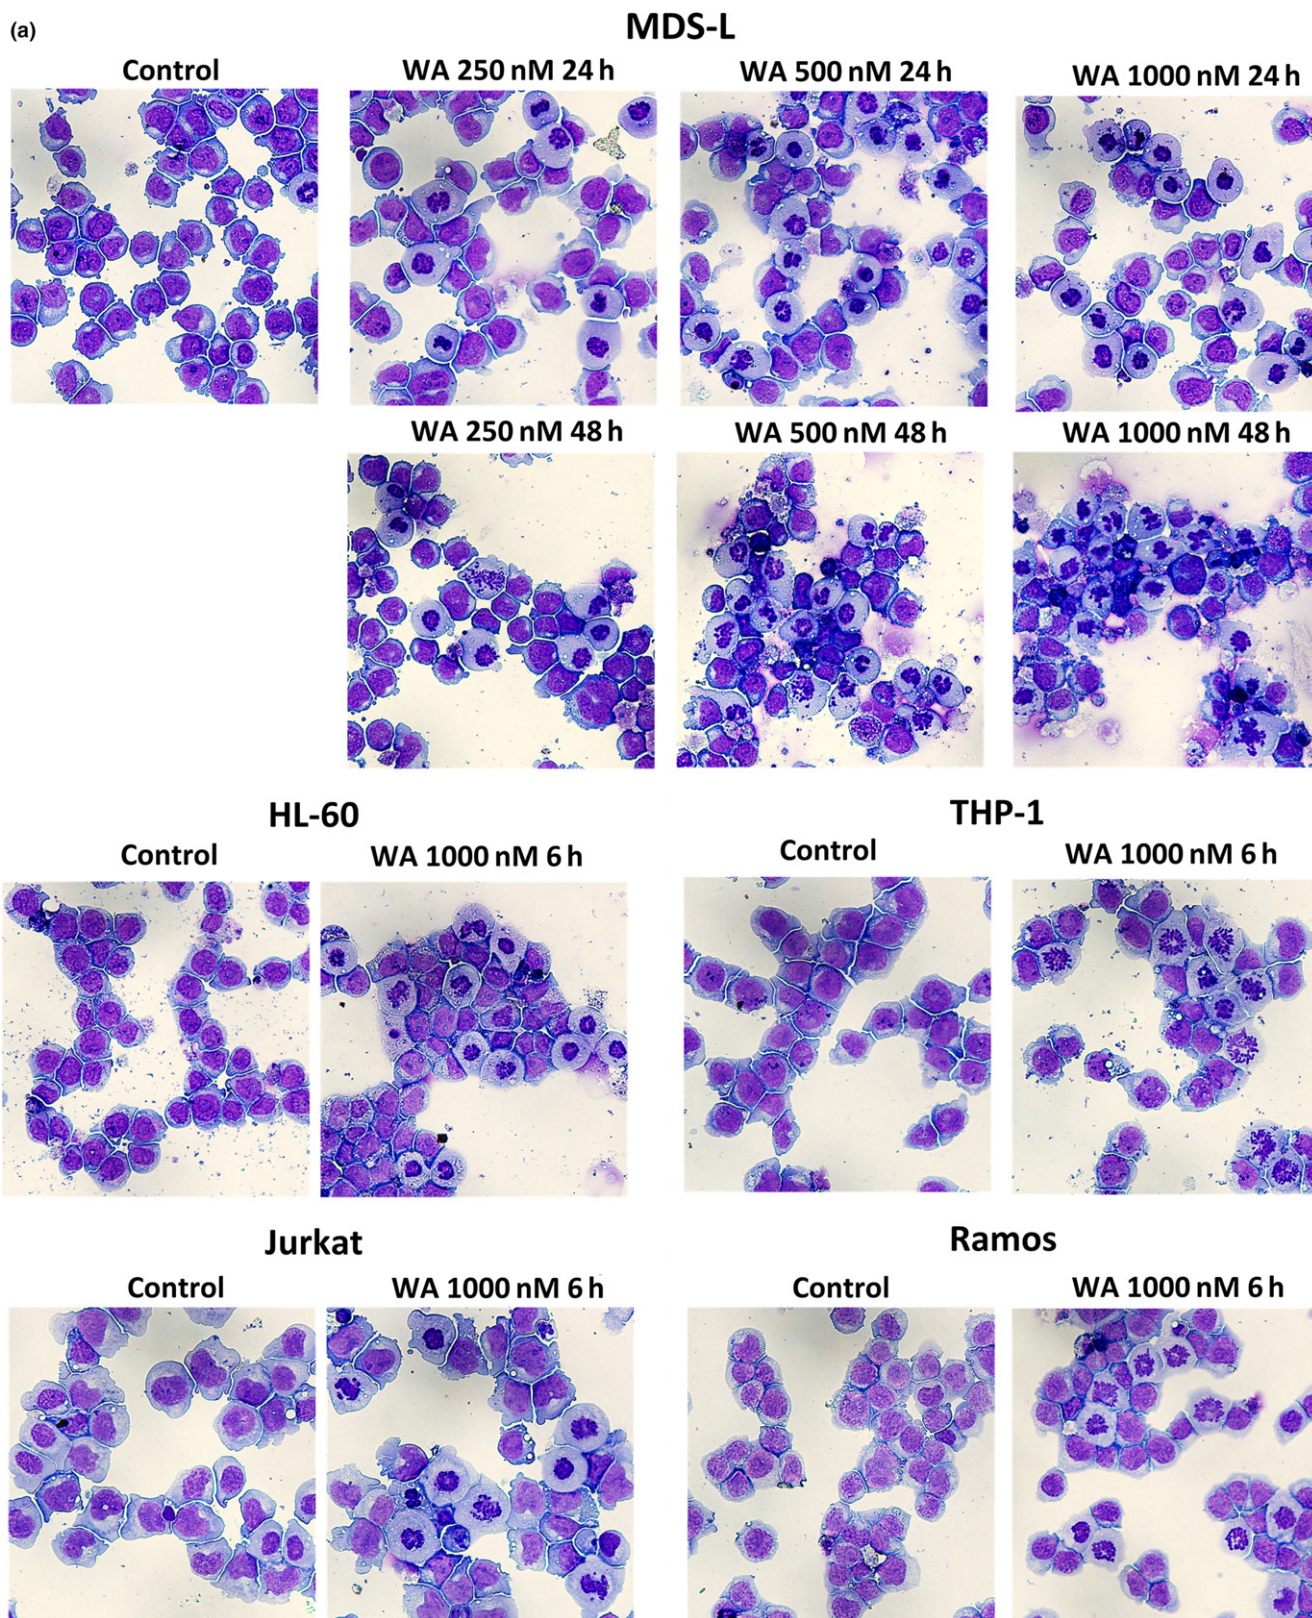 (a)
MDS-L
Control
WA 250 nM 24 h
WA 500 nM 24 h
WA 1000 nM 24 h
WA 250 nM 48 h
WA 500 nM 48 h
WA 1000 nM 48 h
HL-60
THP-1
Control
WA 1000 nM 6 h
Control
WA 1000 nM 6 h
Jurkat
Ramos
Control
WA 1000 nM 6 h
Control
WA 1000 nM 6 h